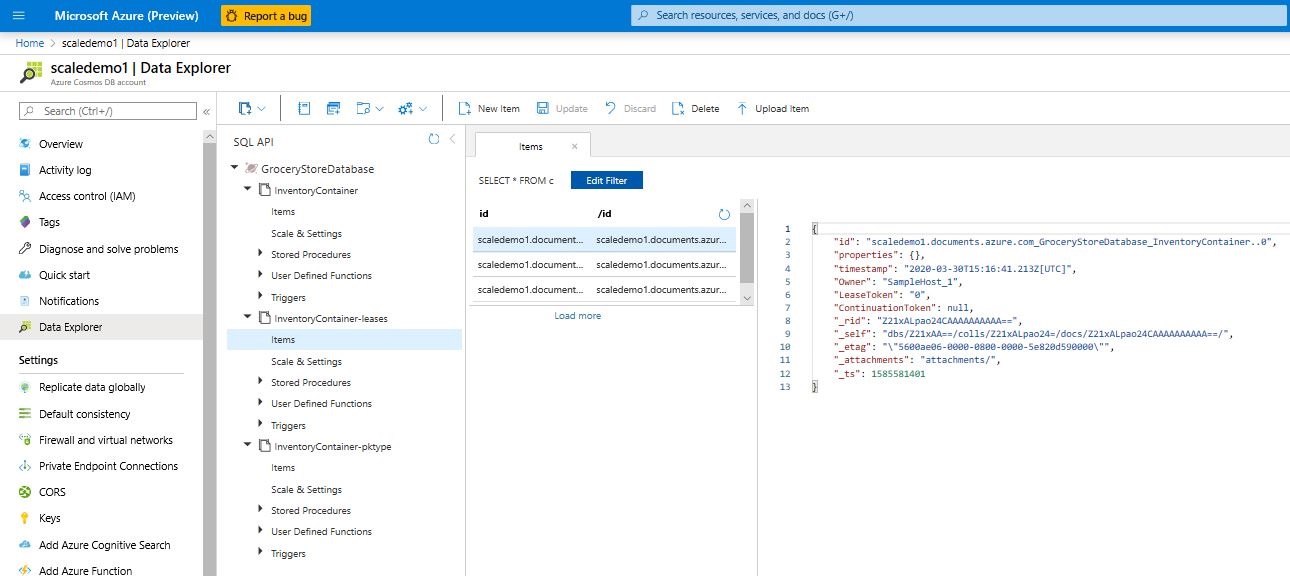 Microsoft Azure (Preview)
Report a bug
Search resources, services, and docs (G+/)
Home > scaledemo1 | Data Explorer
scaledemo1 | Data Explorer
Azure Cosmos DB account
Search (Ctrl+/)
«
Overview
Activity log
Access control (IAM)
Tags
Diagnose and solve problems
Quick start
Notifications
Data Explorer
Settings
Replicate data globally
Default consistency
Firewall and virtual networks
Private Endpoint Connections
CORS
Keys
Add Azure Cognitive Search
Add Azure Function
New Item
Update
Discard
Delete
Upload Item
SQL API
GroceryStoreDatabase
InventoryContainer
Items
Scale & Settings
Stored Procedures
User Defined Functions
Triggers
InventoryContainer-leases
Items
Scale & Settings
Stored Procedures
User Defined Functions
Triggers
InventoryContainer-pktype
Items
Scale & Settings
Stored Procedures
User Defined Functions
Triggers
Items
SELECT * FROM c
Edit Filter
id /id
scaledemo1.document... scaledemo1.documents.azur...
scaledemo1.document... scaledemo1.documents.azur...
scaledemo1.document... scaledemo1.documents.azur...
Load more
1 {
2 "id": "scaledemo1.documents.azure.com_GroceryStoreDatabase_InventoryContainer..0",
3 "properties": {},
4 "timestamp": "2020-03-30T15:16:41.213Z[UTC]",
5 "Owner": "SampleHost_1",
6 "LeaseToken": "0",
7 "ContinuationToken": null,
8 "_rid": "Z21xALpao24CAAAAAAAAAA==",
9 "_self": "dbs/Z21xAA==/colls/Z21xALpao24=/docs/Z21xALpao24CAAAAAAAAAA==/",
10 "_etag": "\"5600ae06-0000-0800-0000-5e820d590000\"",
11 "_attachments": "attachments/",
12 "_ts": 1585581401
13 }